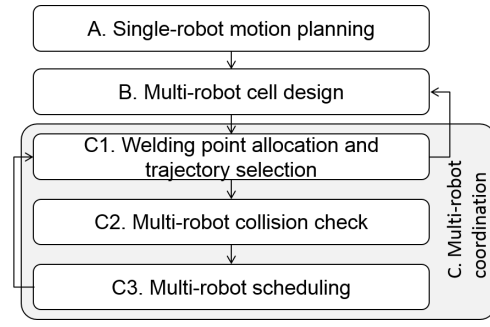 A. Single-robot motion planning
B. Multi-robot cell design
C1. Welding point allocation and
trajectory selection
C2. Multi-robot collision check
C3. Multi-robot scheduling
C. Multi-robot
coordination